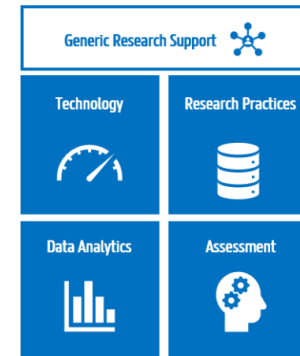 Generic Research Support
Technology
Research Practices
Data Analytics
Assessment